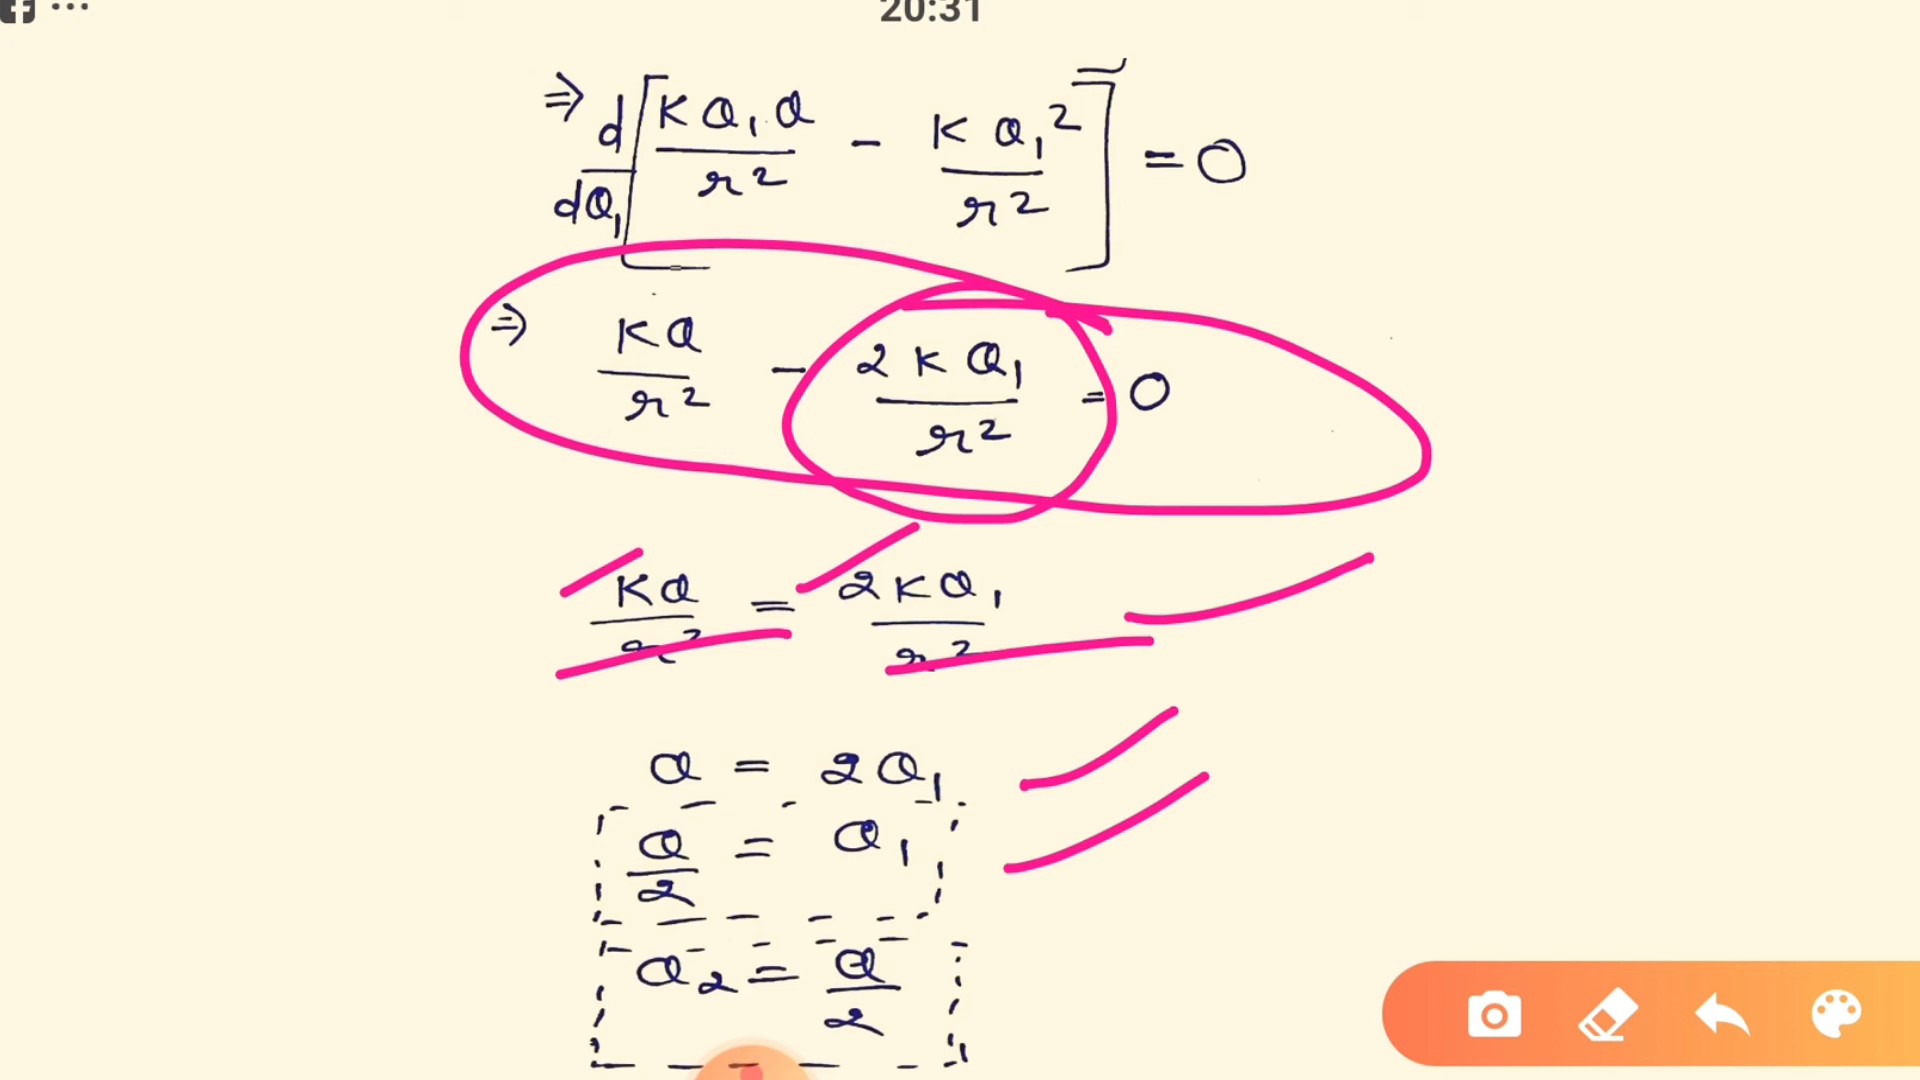 20:31
⇒ d/dQ₁ [KQ₁Q/r² - KQ₁²/r²] = 0
⇒ KQ/r² - 2KQ₁/r² = 0
KQ/r² = 2KQ₁/r²
Q = 2Q₁
Q/2 = Q₁
Q₂ = Q/2